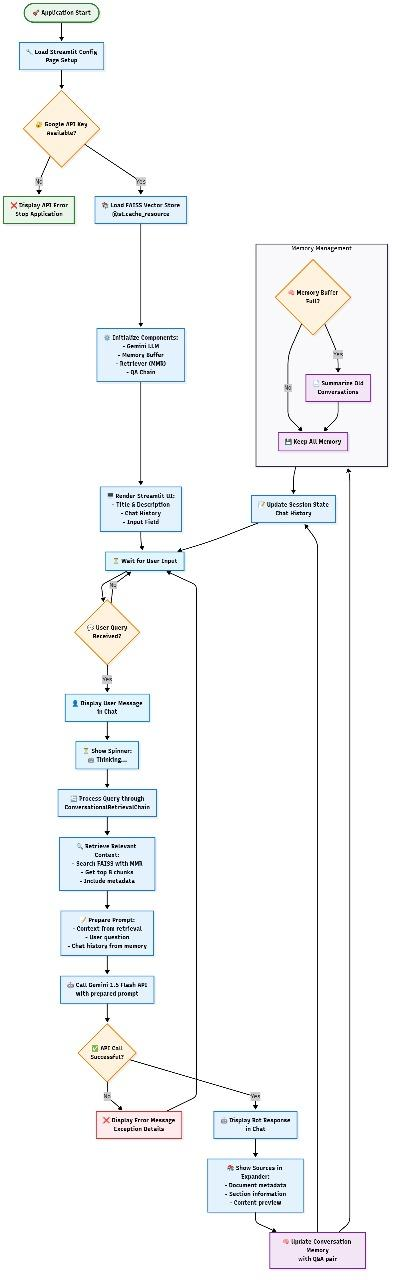 🚀 Application Start
🔧 Load Streamlit Config
Page Setup
🔐 Google API Key
Available?
No
Yes
❌ Display API Error
Stop Application
📚 Load FAISS Vector Store
@st.cache_resource
Memory Management
🧠 Memory Buffer
Full?
Yes
No
📄 Summarize Old
Conversations
💾 Keep All Memory
⚙️ Initialize Components:
- Gemini LLM
- Memory Buffer
- Retriever (MMR)
- QA Chain
🖥️ Render Streamlit UI:
- Title & Description
- Chat History
- Input Field
📝 Update Session State
Chat History
⏳ Wait for User Input
No
💬 User Query
Received?
Yes
👤 Display User Message
in Chat
⏳ Show Spinner:
🤖 Thinking...
🔄 Process Query through
ConversationalRetrievalChain
🔍 Retrieve Relevant
Context:
- Search FAISS with MMR
- Get top 8 chunks
- Include metadata
📝 Prepare Prompt:
- Context from retrieval
- User question
- Chat history from memory
🤖 Call Gemini 1.5 Flash API
with prepared prompt
✅ API Call
Successful?
No
Yes
❌ Display Error Message
Exception Details
🤖 Display Bot Response
in Chat
📚 Show Sources in
Expander:
- Document metadata
- Section information
- Content preview
🧠 Update Conversation
Memory
with Q&A pair